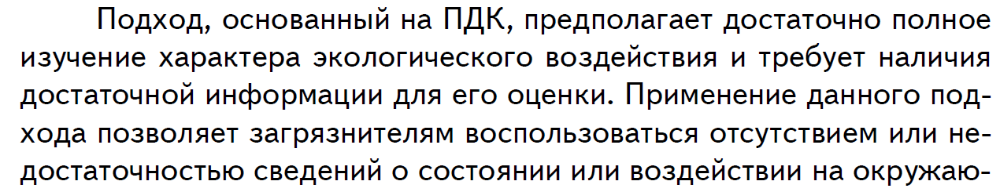 Подход, основанный на ПДК, предполагает достаточно полное
изучение характера экологического воздействия и требует наличия
достаточной информации для его оценки. Применение данного под-
хода позволяет загрязнителям воспользоваться отсутствием или не-
достаточностью сведений о состоянии или воздействии на окружаю-